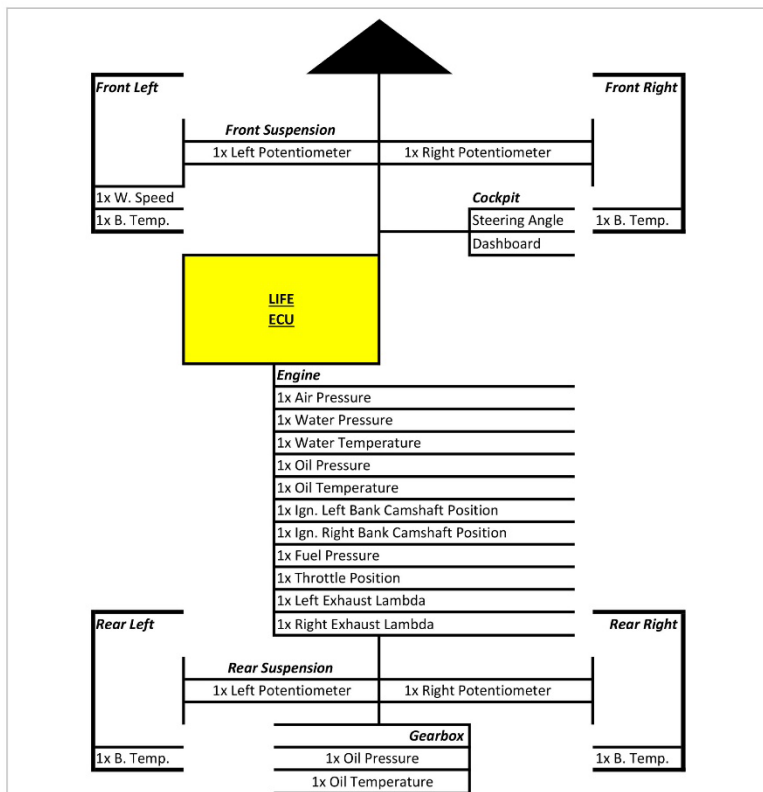 Front Left
Front Right
Front Suspension
1x Left Potentiometer
1x Right Potentiometer
1x W. Speed
1x B. Temp.
Cockpit
Steering Angle
Dashboard
1x B. Temp.
LIFE
ECU
Engine
1x Air Pressure
1x Water Pressure
1x Water Temperature
1x Oil Pressure
1x Oil Temperature
1x Ign. Left Bank Camshaft Position
1x Ign. Right Bank Camshaft Position
1x Fuel Pressure
1x Throttle Position
1x Left Exhaust Lambda
1x Right Exhaust Lambda
Rear Left
Rear Right
Rear Suspension
1x Left Potentiometer
1x Right Potentiometer
Gearbox
1x B. Temp.
1x Oil Pressure
1x B. Temp.
1x Oil Temperature